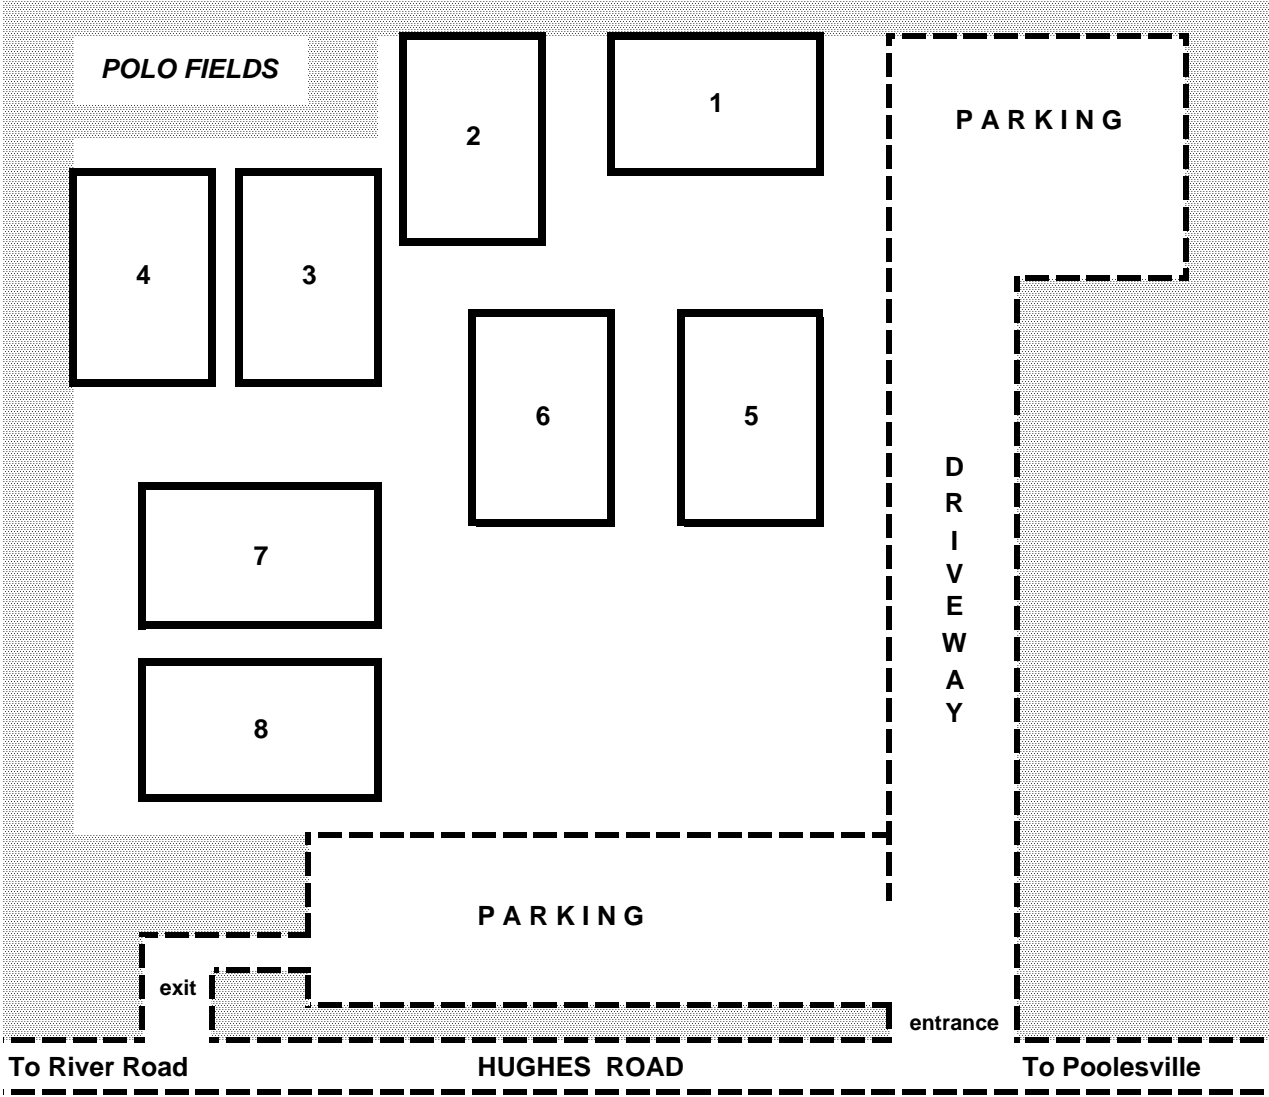 POLO FIELDS
1
PARKING
2
4
3
6
5
D
R
I
V
E
W
A
Y
7
8
PARKING
exit
entrance
To River Road
HUGHES ROAD
To Poolesville